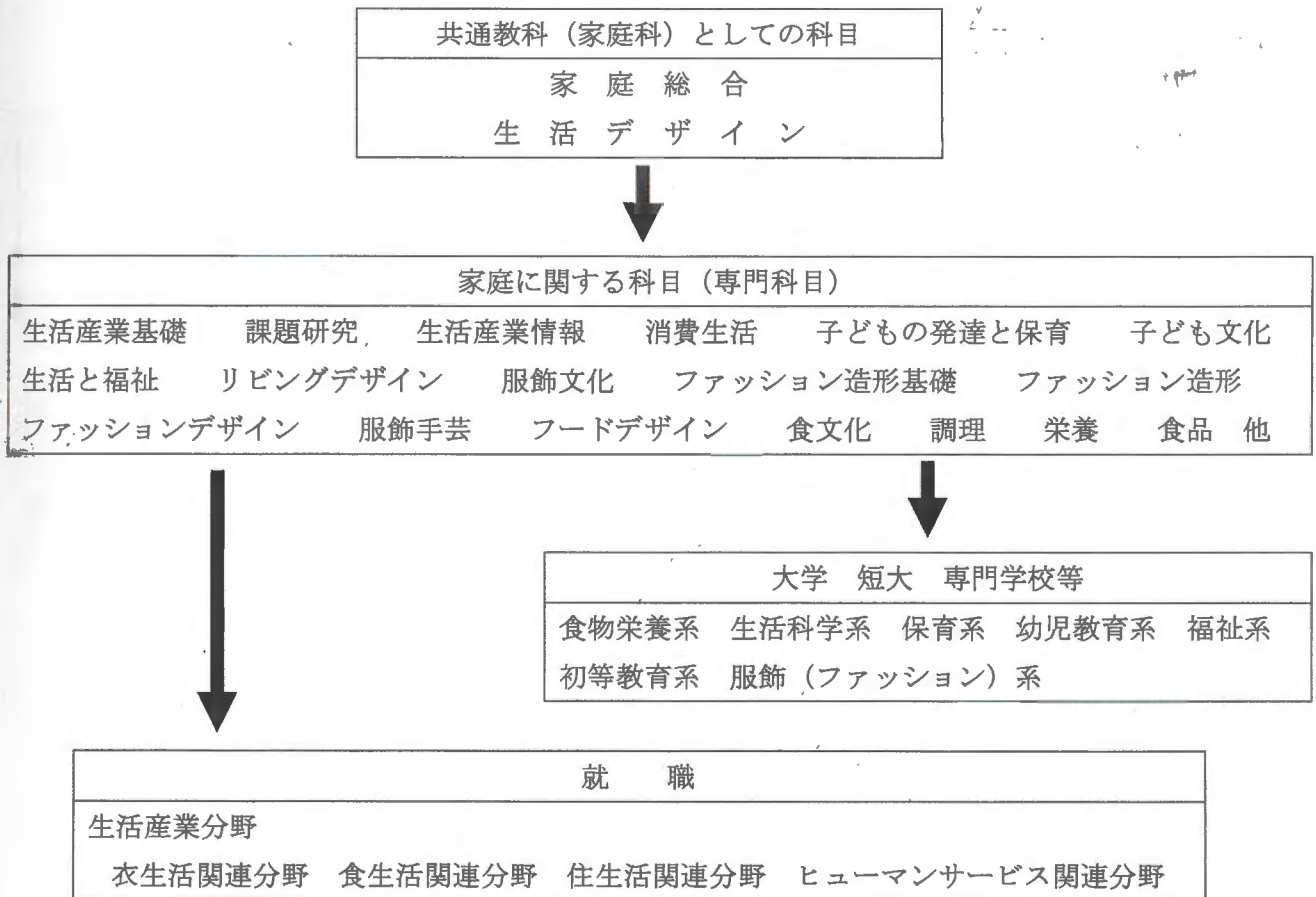 共通教科（家庭科）としての科目
家庭総合
生活デザイン
家庭に関する科目（専門科目）
生活産業基礎　課題研究　生活産業情報　消費生活　子どもの発達と保育　子ども文化
生活と福祉　リビングデザイン　服飾文化　ファッション造形基礎　ファッション造形
ファッションデザイン　服飾手芸　フードデザイン　食文化　調理　栄養　食品　他
大学　短大　専門学校等
食物栄養系　生活科学系　保育系　幼児教育系　福祉系
初等教育系　服飾（ファッション）系
就職
生活産業分野
衣生活関連分野　食生活関連分野　住生活関連分野　ヒューマンサービス関連分野